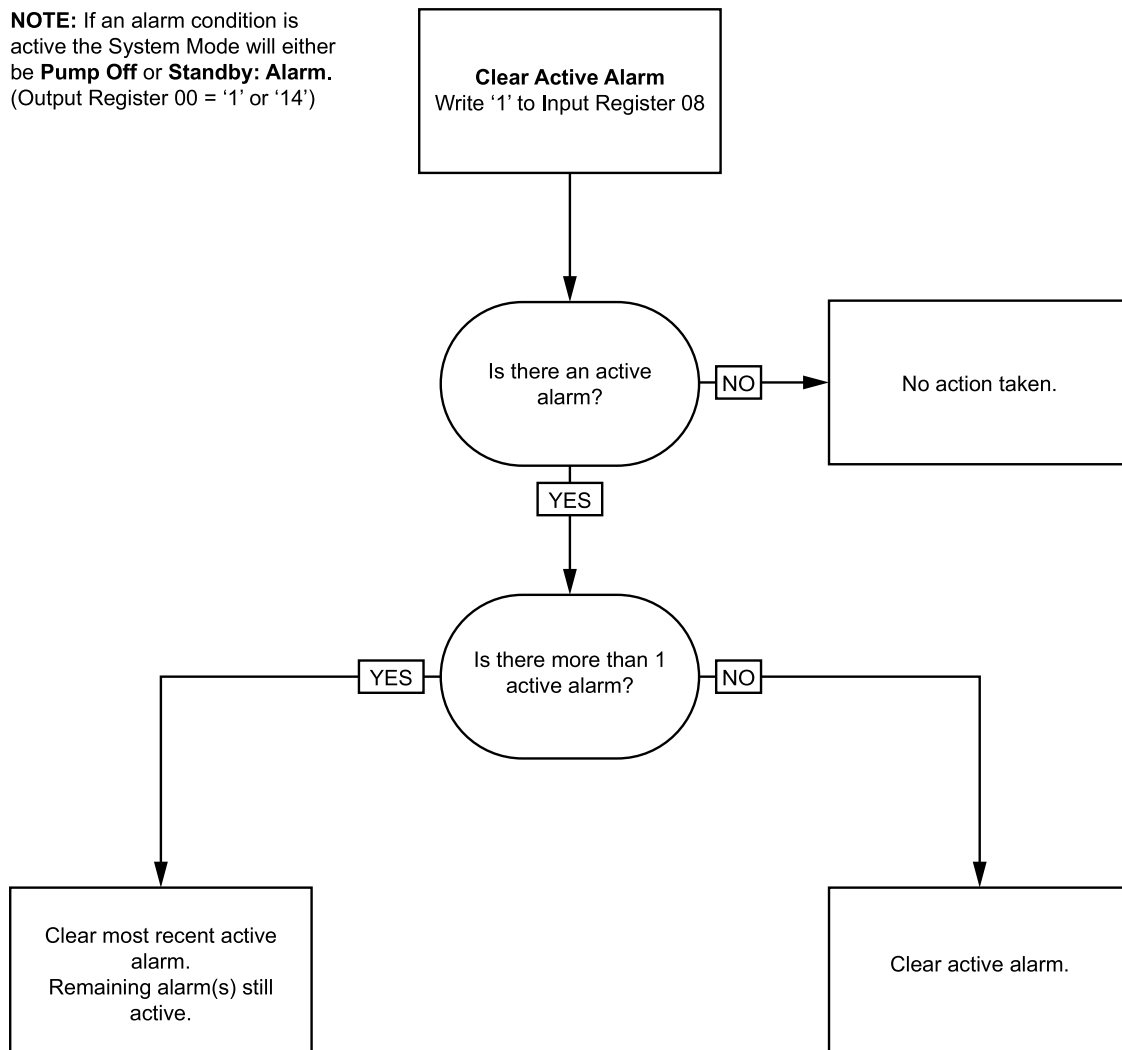 NOTE: If an alarm condition is
active the System Mode will either
be Pump Off or Standby: Alarm.
(Output Register 00 = ‘1’ or ‘14’)
Clear Active Alarm
Write ‘1’ to Input Register 08
Is there an active
alarm?
NO
No action taken.
YES
Is there more than 1
active alarm?
YES
NO
Clear most recent active
alarm.
Remaining alarm(s) still
active.
Clear active alarm.